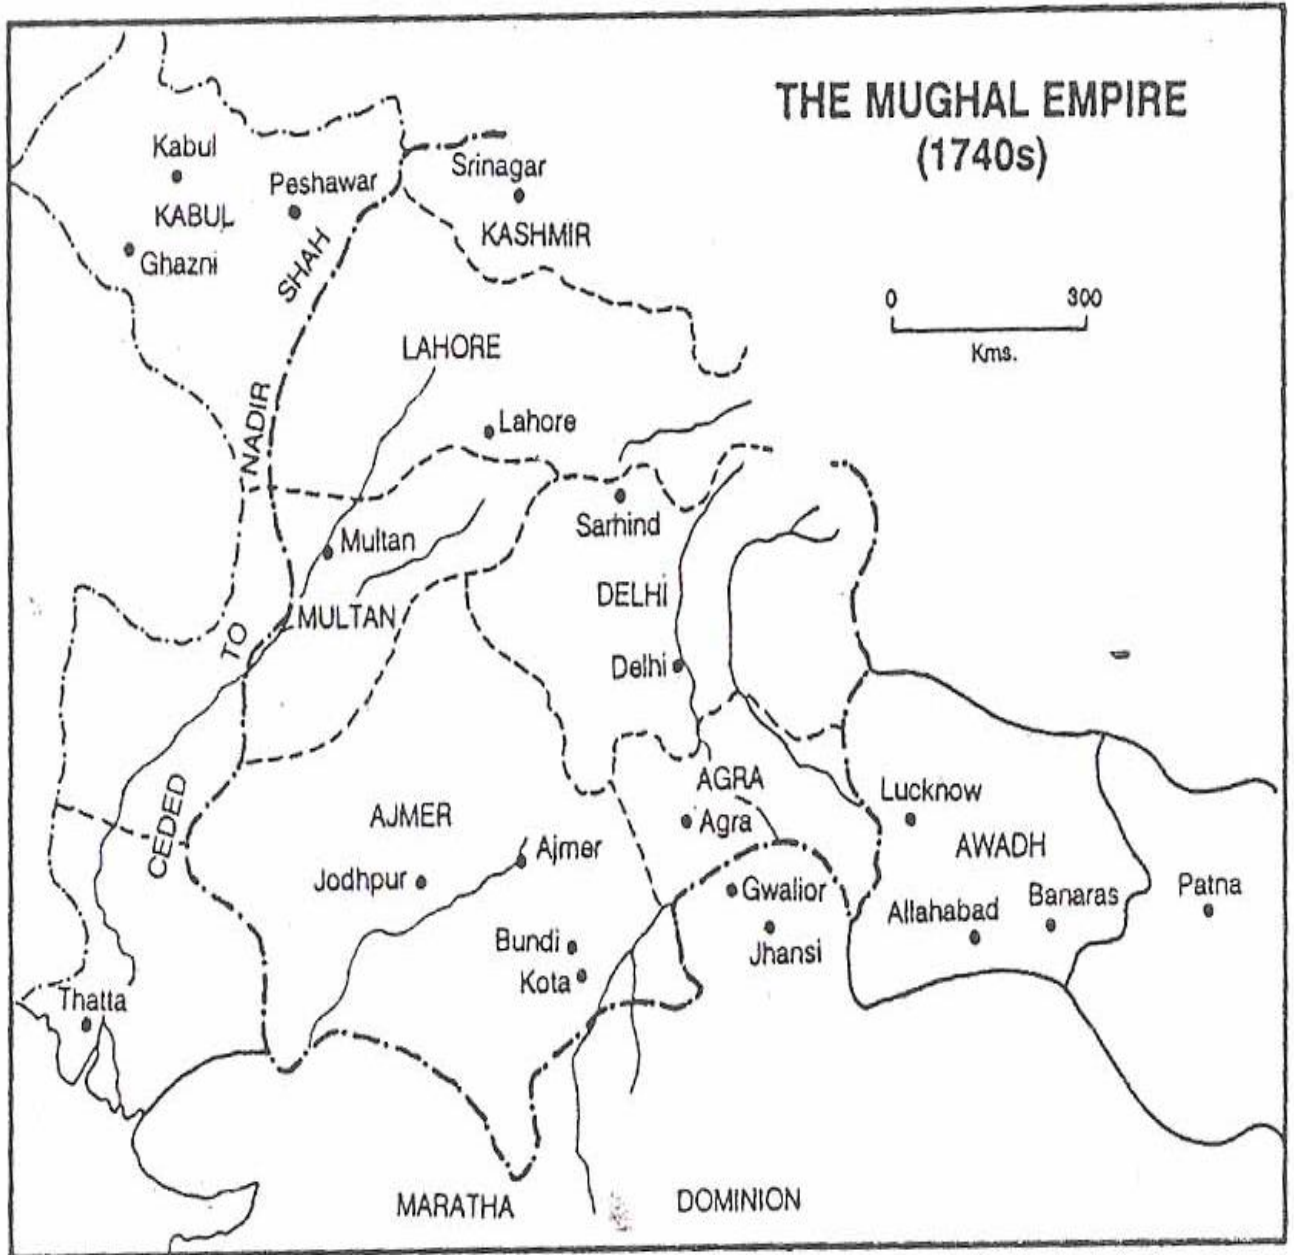 THE MUGHAL EMPIRE
(1740s)
Kabul
Peshawar
Srinagar
KABUL
KASHMIR
Ghazni
SHAH
0 300
Kms.
LAHORE
NADIR
Lahore
Sarhind
Multan
DELHI
MULTAN
TO
Delhi
AGRA
Lucknow
CEDED
AJMER
Agra
AWADH
Ajmer
Jodhpur
Gwalior
Allahabad
Banaras
Patna
Bundi
Jhansi
Kota
Thatta
MARATHA DOMINION